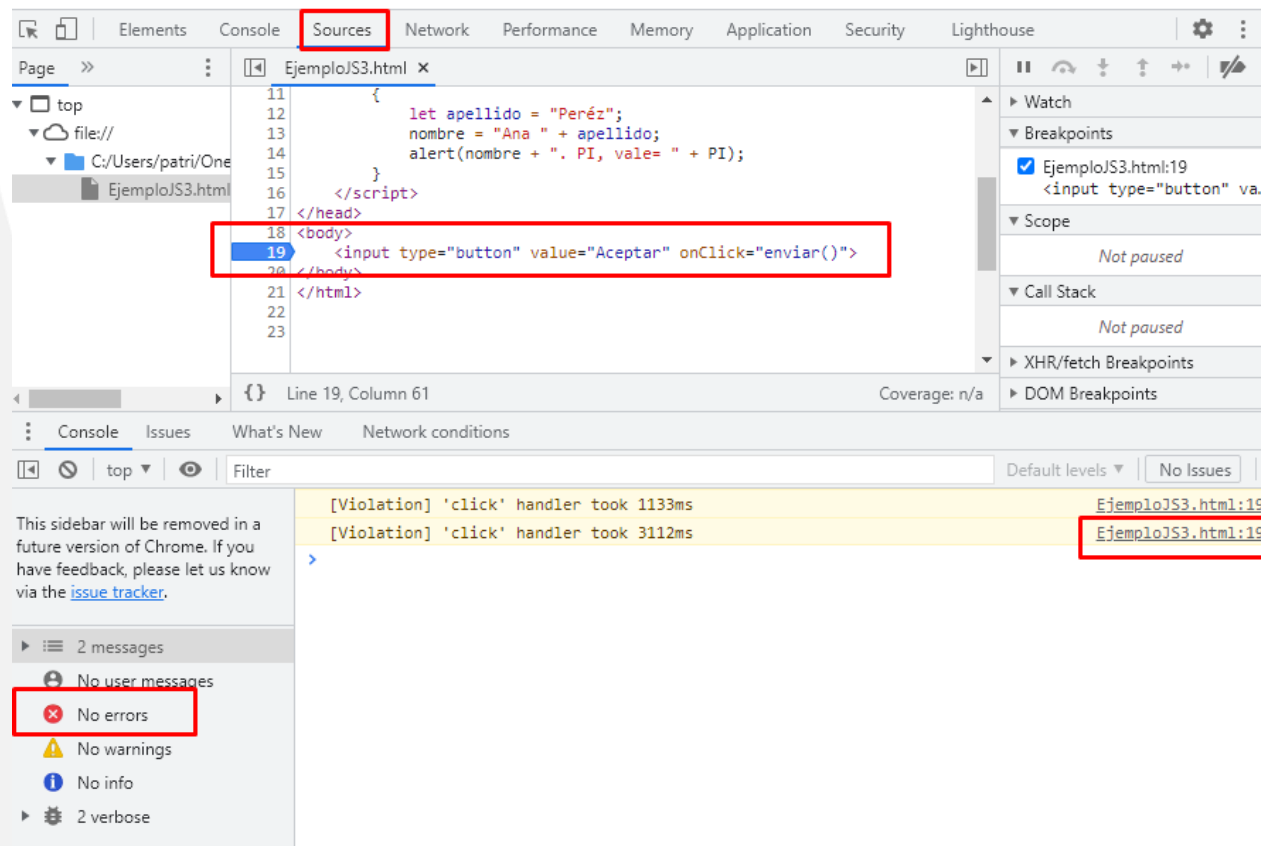 Elements Console Sources Network Performance Memory Application Security Lighthouse
Page
EjemploJS3.html
top
file://
C:/Users/patri/One
EjemploJS3.html
11 {
12 let apellido = "Peréz";
13 nombre = "Ana " + apellido;
14 alert(nombre + ". PI, vale= " + PI);
15 }
16 </script>
17 </head>
18 <body>
19 <input type="button" value="Aceptar" onClick="enviar()">
20 </body>
21 </html>
22
23
{} Line 19, Column 61 Coverage: n/a
Watch
Breakpoints
EjemploJS3.html:19
<input type="button" va…
Scope
Not paused
Call Stack
Not paused
XHR/fetch Breakpoints
DOM Breakpoints
Console Issues What's New Network conditions
top Filter Default levels No Issues
This sidebar will be removed in a
future version of Chrome. If you
have feedback, please let us know
via the issue tracker.
2 messages
No user messages
No errors
No warnings
No info
2 verbose
[Violation] 'click' handler took 1133ms EjemploJS3.html:19
[Violation] 'click' handler took 3112ms EjemploJS3.html:19